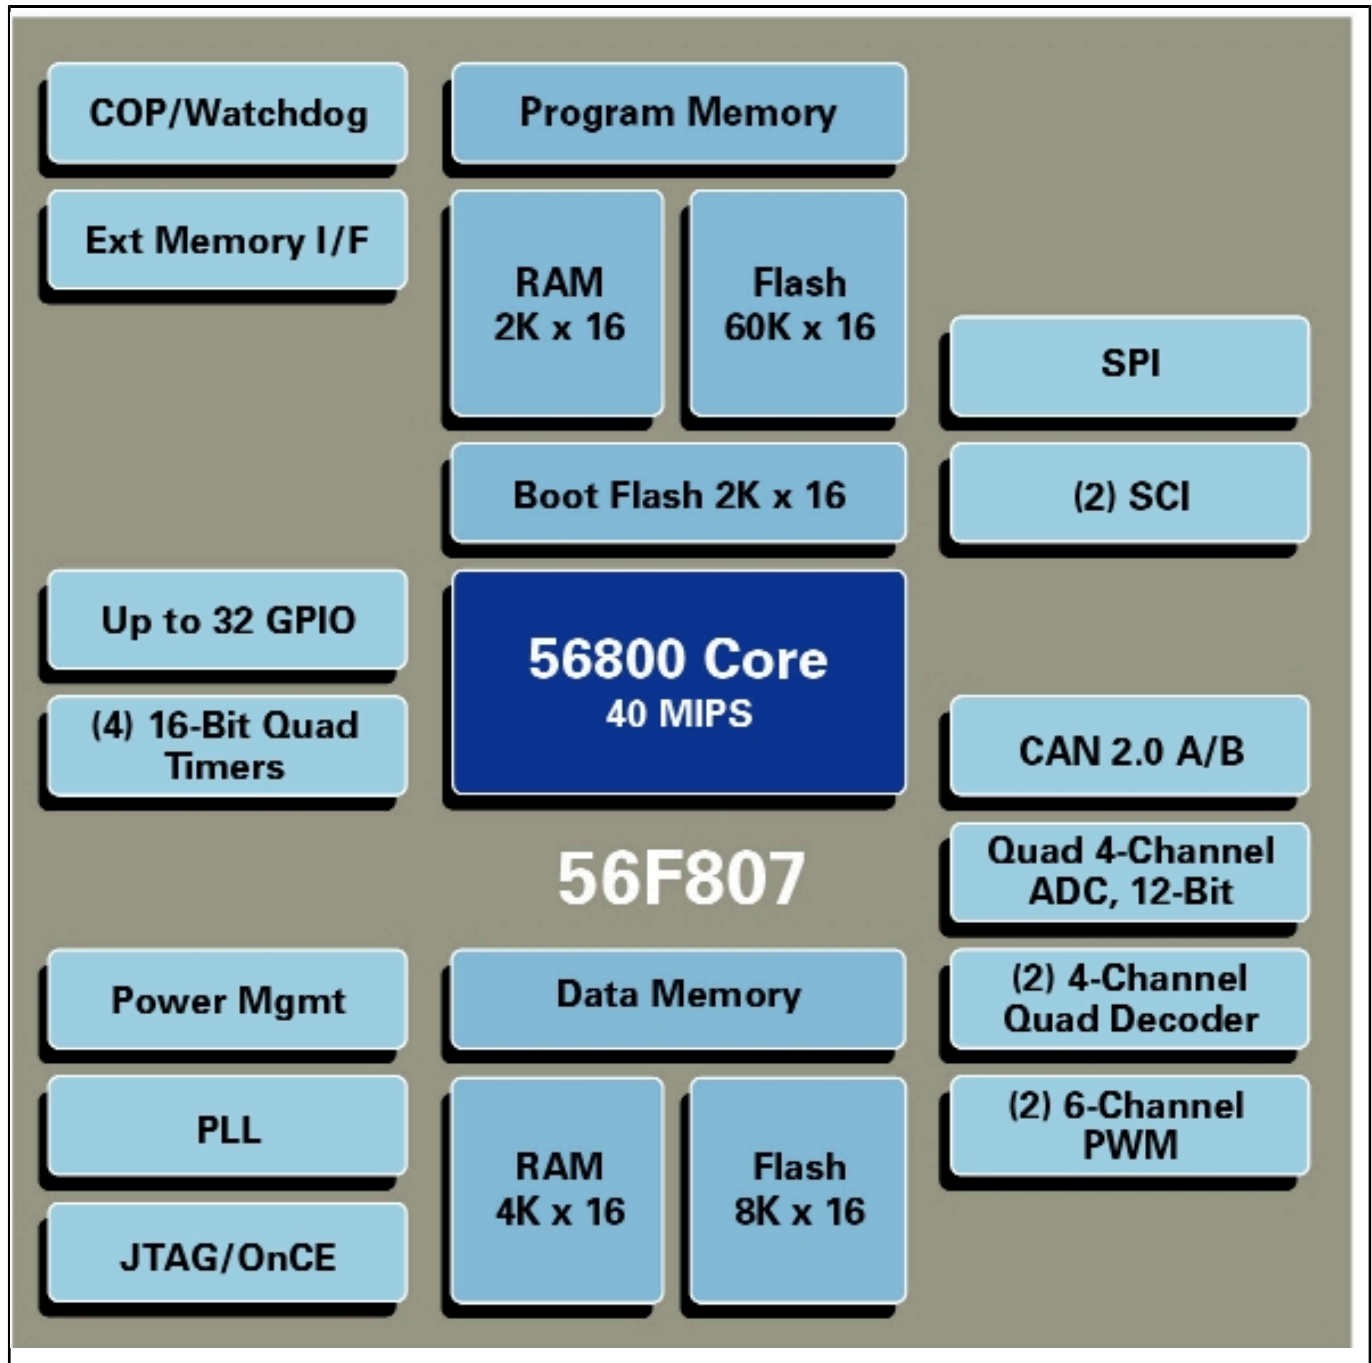 COP/Watchdog
Ext Memory I/F
Up to 32 GPIO
(4) 16-Bit Quad
Timers
Power Mgmt
PLL
JTAG/OnCE
Program Memory
RAM
2K x 16
Flash
60K x 16
Boot Flash 2K x 16
56800 Core
40 MIPS
56F807
Data Memory
RAM
4K x 16
Flash
8K x 16
SPI
(2) SCI
CAN 2.0 A/B
Quad 4-Channel
ADC, 12-Bit
(2) 4-Channel
Quad Decoder
(2) 6-Channel
PWM